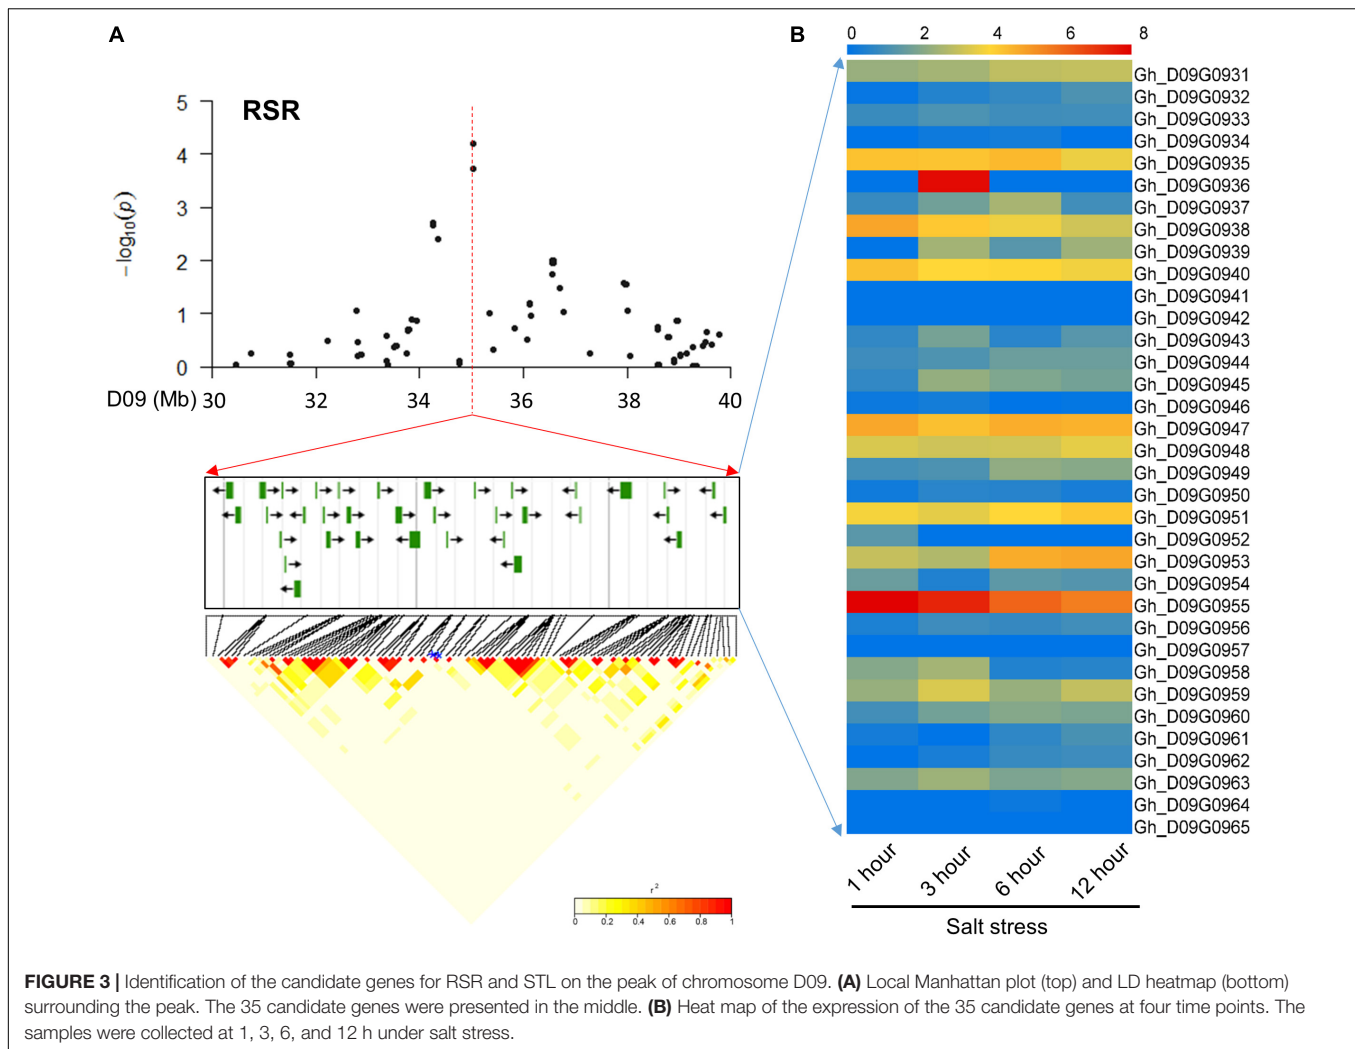 A
RSR
5
4
3
2
1
0
−log10(p)
D09 (Mb)
30 32 34 36 38 40
r 2
0 0.2 0.4 0.6 0.8 1
B
0 2 4 6 8
Gh_D09G0931
Gh_D09G0932
Gh_D09G0933
Gh_D09G0934
Gh_D09G0935
Gh_D09G0936
Gh_D09G0937
Gh_D09G0938
Gh_D09G0939
Gh_D09G0940
Gh_D09G0941
Gh_D09G0942
Gh_D09G0943
Gh_D09G0944
Gh_D09G0945
Gh_D09G0946
Gh_D09G0947
Gh_D09G0948
Gh_D09G0949
Gh_D09G0950
Gh_D09G0951
Gh_D09G0952
Gh_D09G0953
Gh_D09G0954
Gh_D09G0955
Gh_D09G0956
Gh_D09G0957
Gh_D09G0958
Gh_D09G0959
Gh_D09G0960
Gh_D09G0961
Gh_D09G0962
Gh_D09G0963
Gh_D09G0964
Gh_D09G0965
1 hour 3 hour 6 hour 12 hour
Salt stress
FIGURE 3 | Identification of the candidate genes for RSR and STL on the peak of chromosome D09. (A) Local Manhattan plot (top) and LD heatmap (bottom)
surrounding the peak. The 35 candidate genes were presented in the middle. (B) Heat map of the expression of the 35 candidate genes at four time points. The
samples were collected at 1, 3, 6, and 12 h under salt stress.